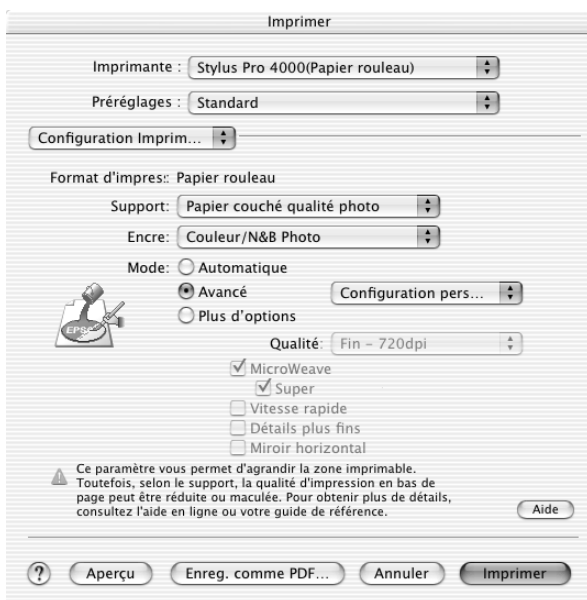 Imprimer
Imprimante : Stylus Pro 4000(Papier rouleau)
Préréglages : Standard
Configuration Imprim...
Format d'impres: Papier rouleau
Support: Papier couché qualité photo
Encre: Couleur/N&B Photo
Mode: Automatique
Avancé Configuration pers...
Plus d'options
Qualité: Fin – 720dpi
MicroWeave
Super
Vitesse rapide
Détails plus fins
Miroir horizontal
EPSO
Ce paramètre vous permet d'agrandir la zone imprimable.
Toutefois, selon le support, la qualité d'impression en bas de
page peut être réduite ou maculée. Pour obtenir plus de détails,
consultez l'aide en ligne ou votre guide de référence.
Aide
? Aperçu Enreg. comme PDF... Annuler Imprimer